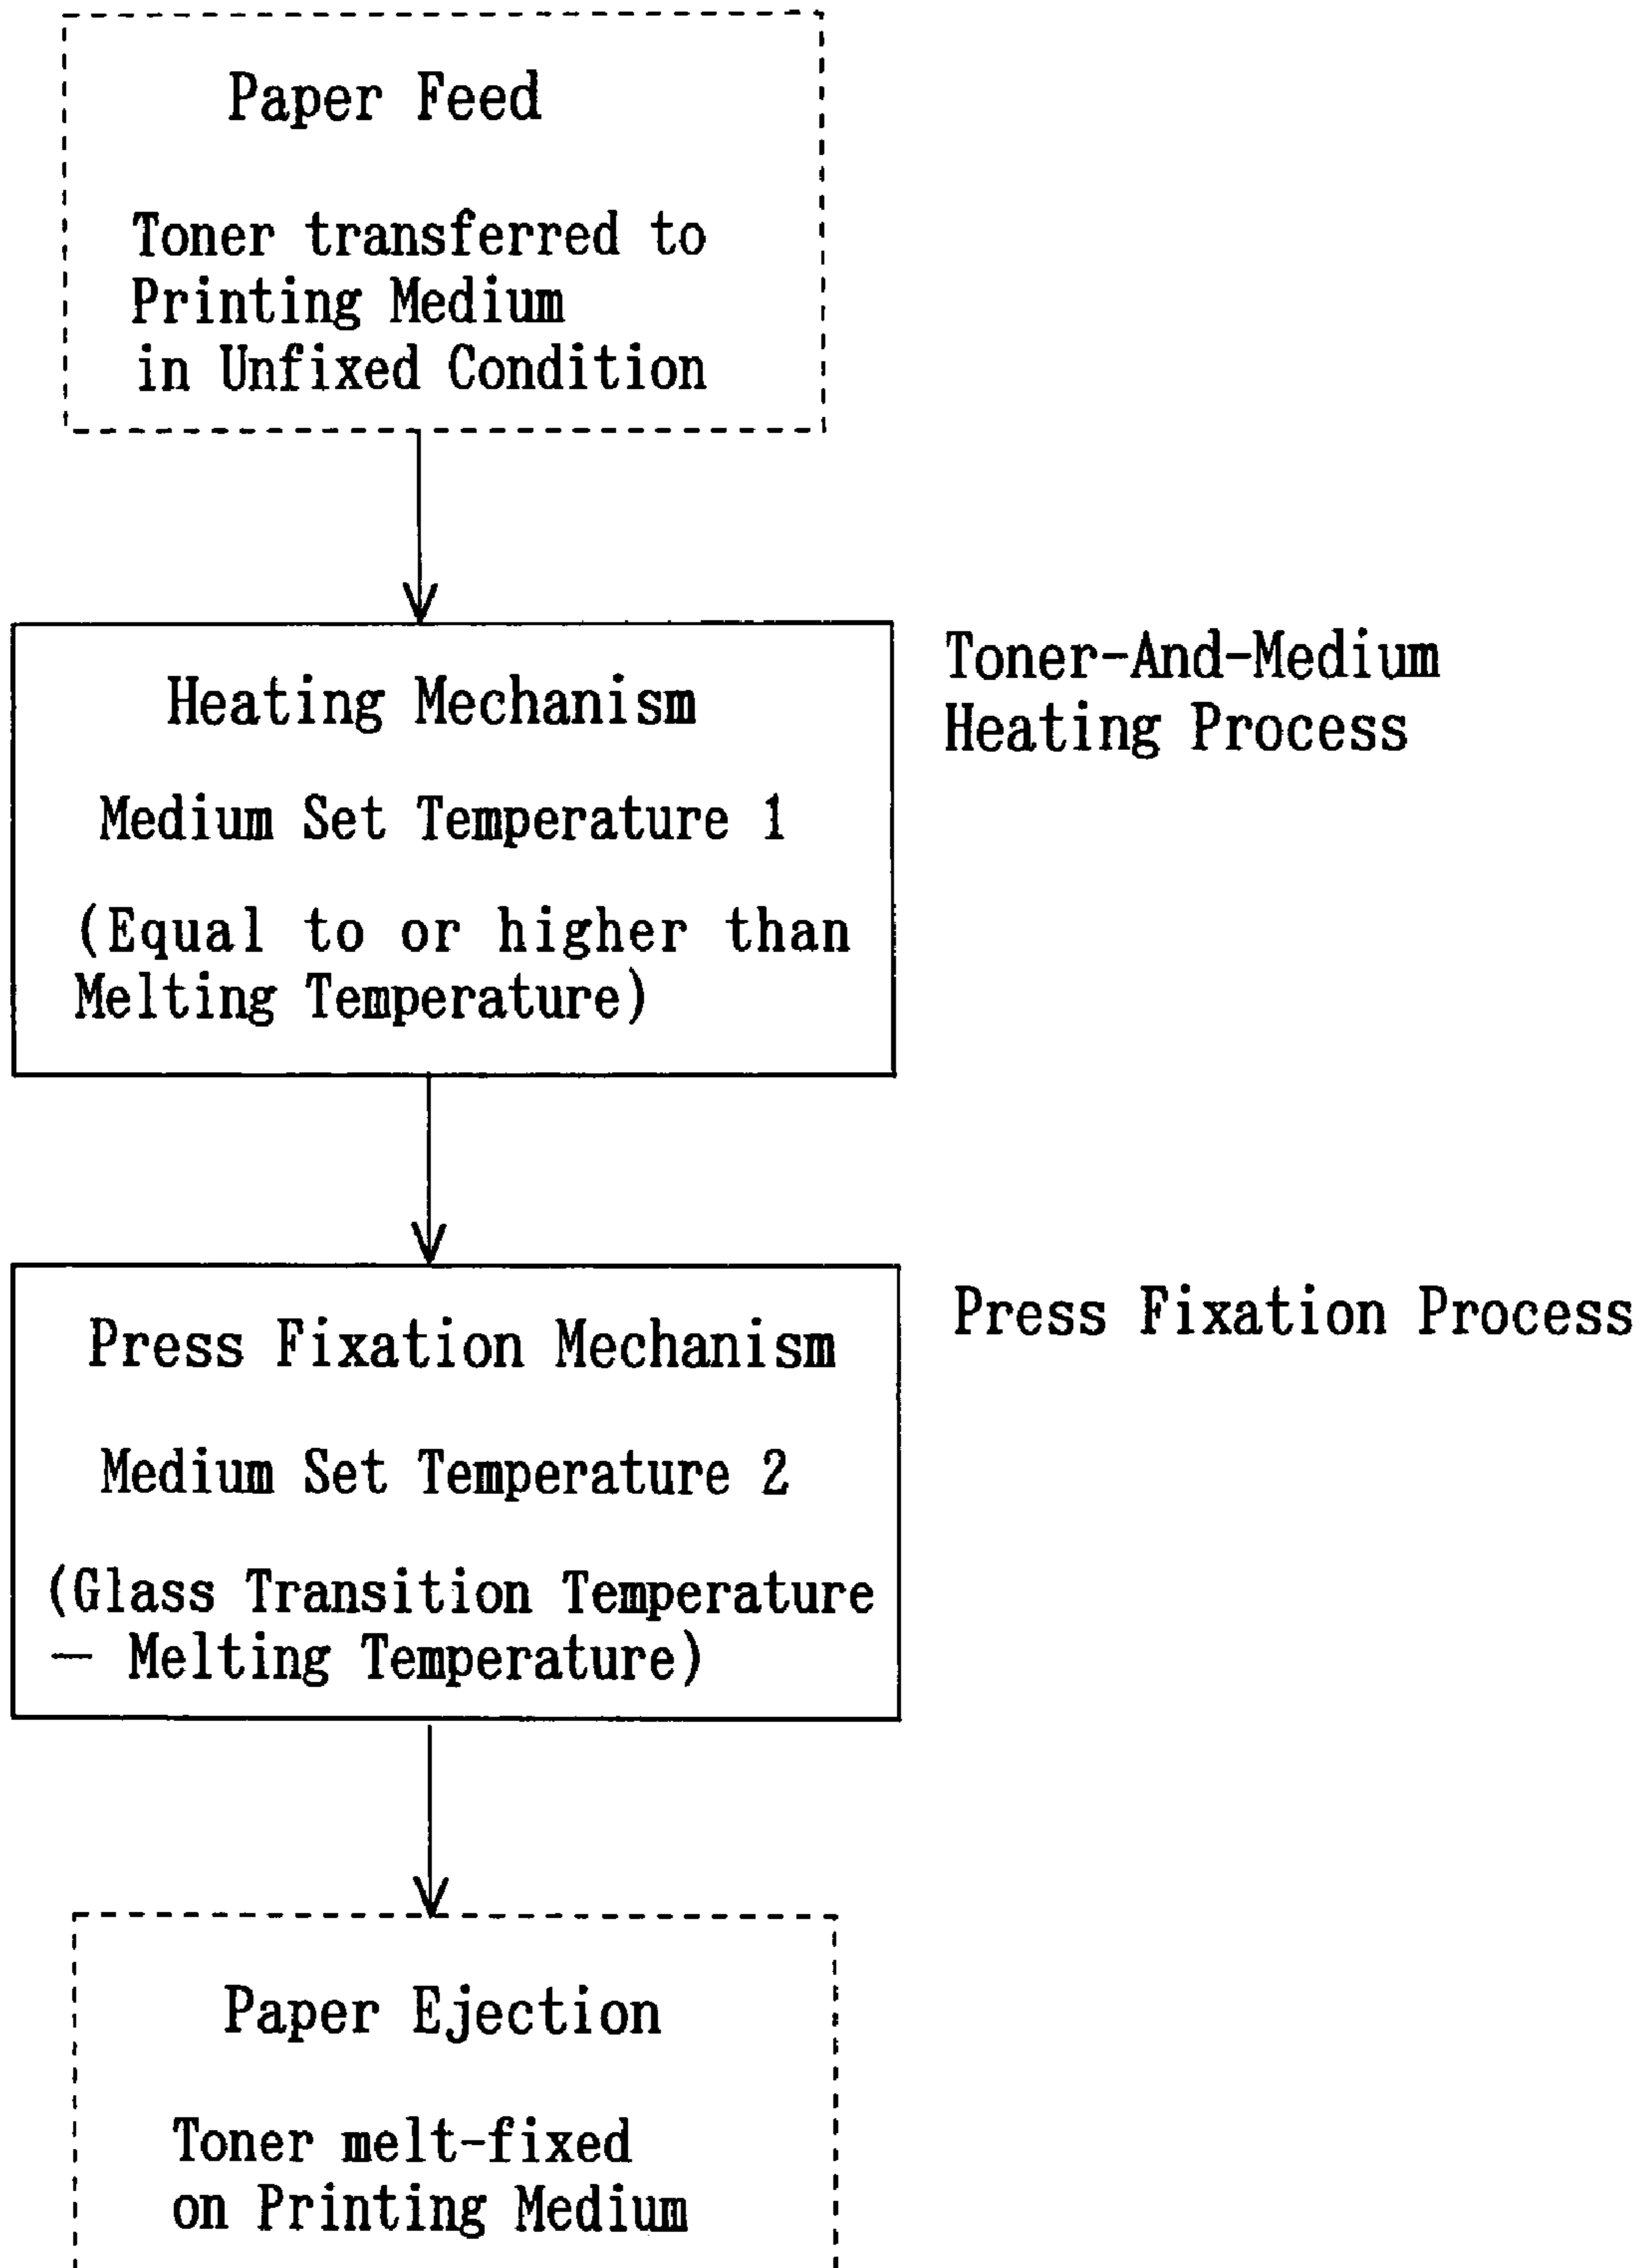 Paper Feed
Toner transferred to
Printing Medium
in Unfixed Condition
Heating Mechanism
Medium Set Temperature 1
(Equal to or higher than
Melting Temperature)
Toner-And-Medium
Heating Process
Press Fixation Mechanism
Medium Set Temperature 2
(Glass Transition Temperature
— Melting Temperature)
Press Fixation Process
Paper Ejection
Toner melt-fixed
on Printing Medium